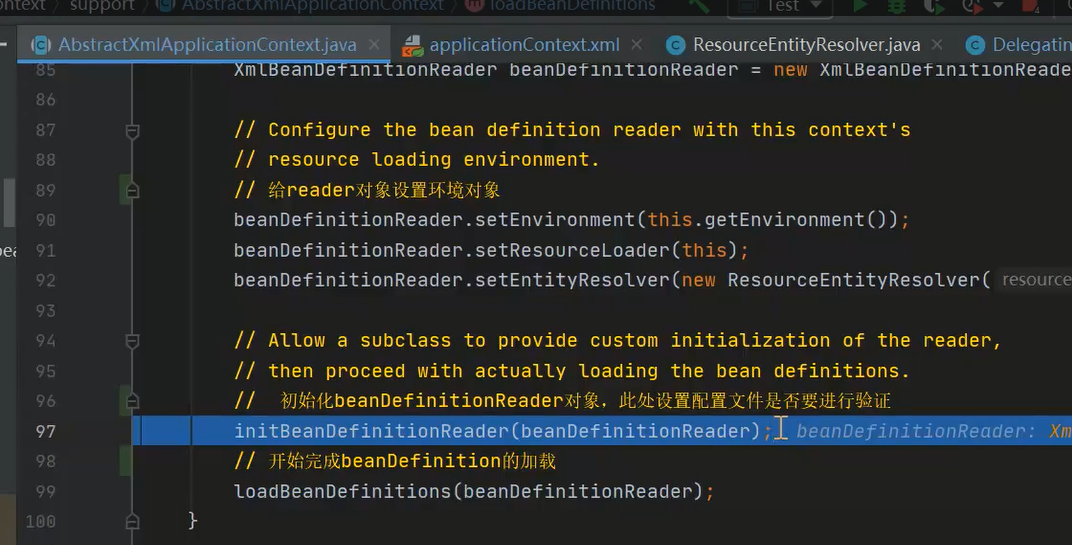 ontext support AbstractXmlApplicationContext loadBeanDefinitions Test
AbstractXmlApplicationContext.java applicationContext.xml ResourceEntityResolver.java Delegatin
85 XmlBeanDefinitionReader beanDefinitionReader = new XmlBeanDefinitionReade
86
87 // Configure the bean definition reader with this context's
88 // resource loading environment.
89 // 给reader对象设置环境对象
90 beanDefinitionReader.setEnvironment(this.getEnvironment());
91 beanDefinitionReader.setResourceLoader(this);
92 beanDefinitionReader.setEntityResolver(new ResourceEntityResolver( resource
93
94 // Allow a subclass to provide custom initialization of the reader,
95 // then proceed with actually loading the bean definitions.
96 // 初始化beanDefinitionReader对象，此处设置配置文件是否要进行验证
97 initBeanDefinitionReader(beanDefinitionReader); beanDefinitionReader: Xm
98 // 开始完成beanDefinition的加载
99 loadBeanDefinitions(beanDefinitionReader);
100 }